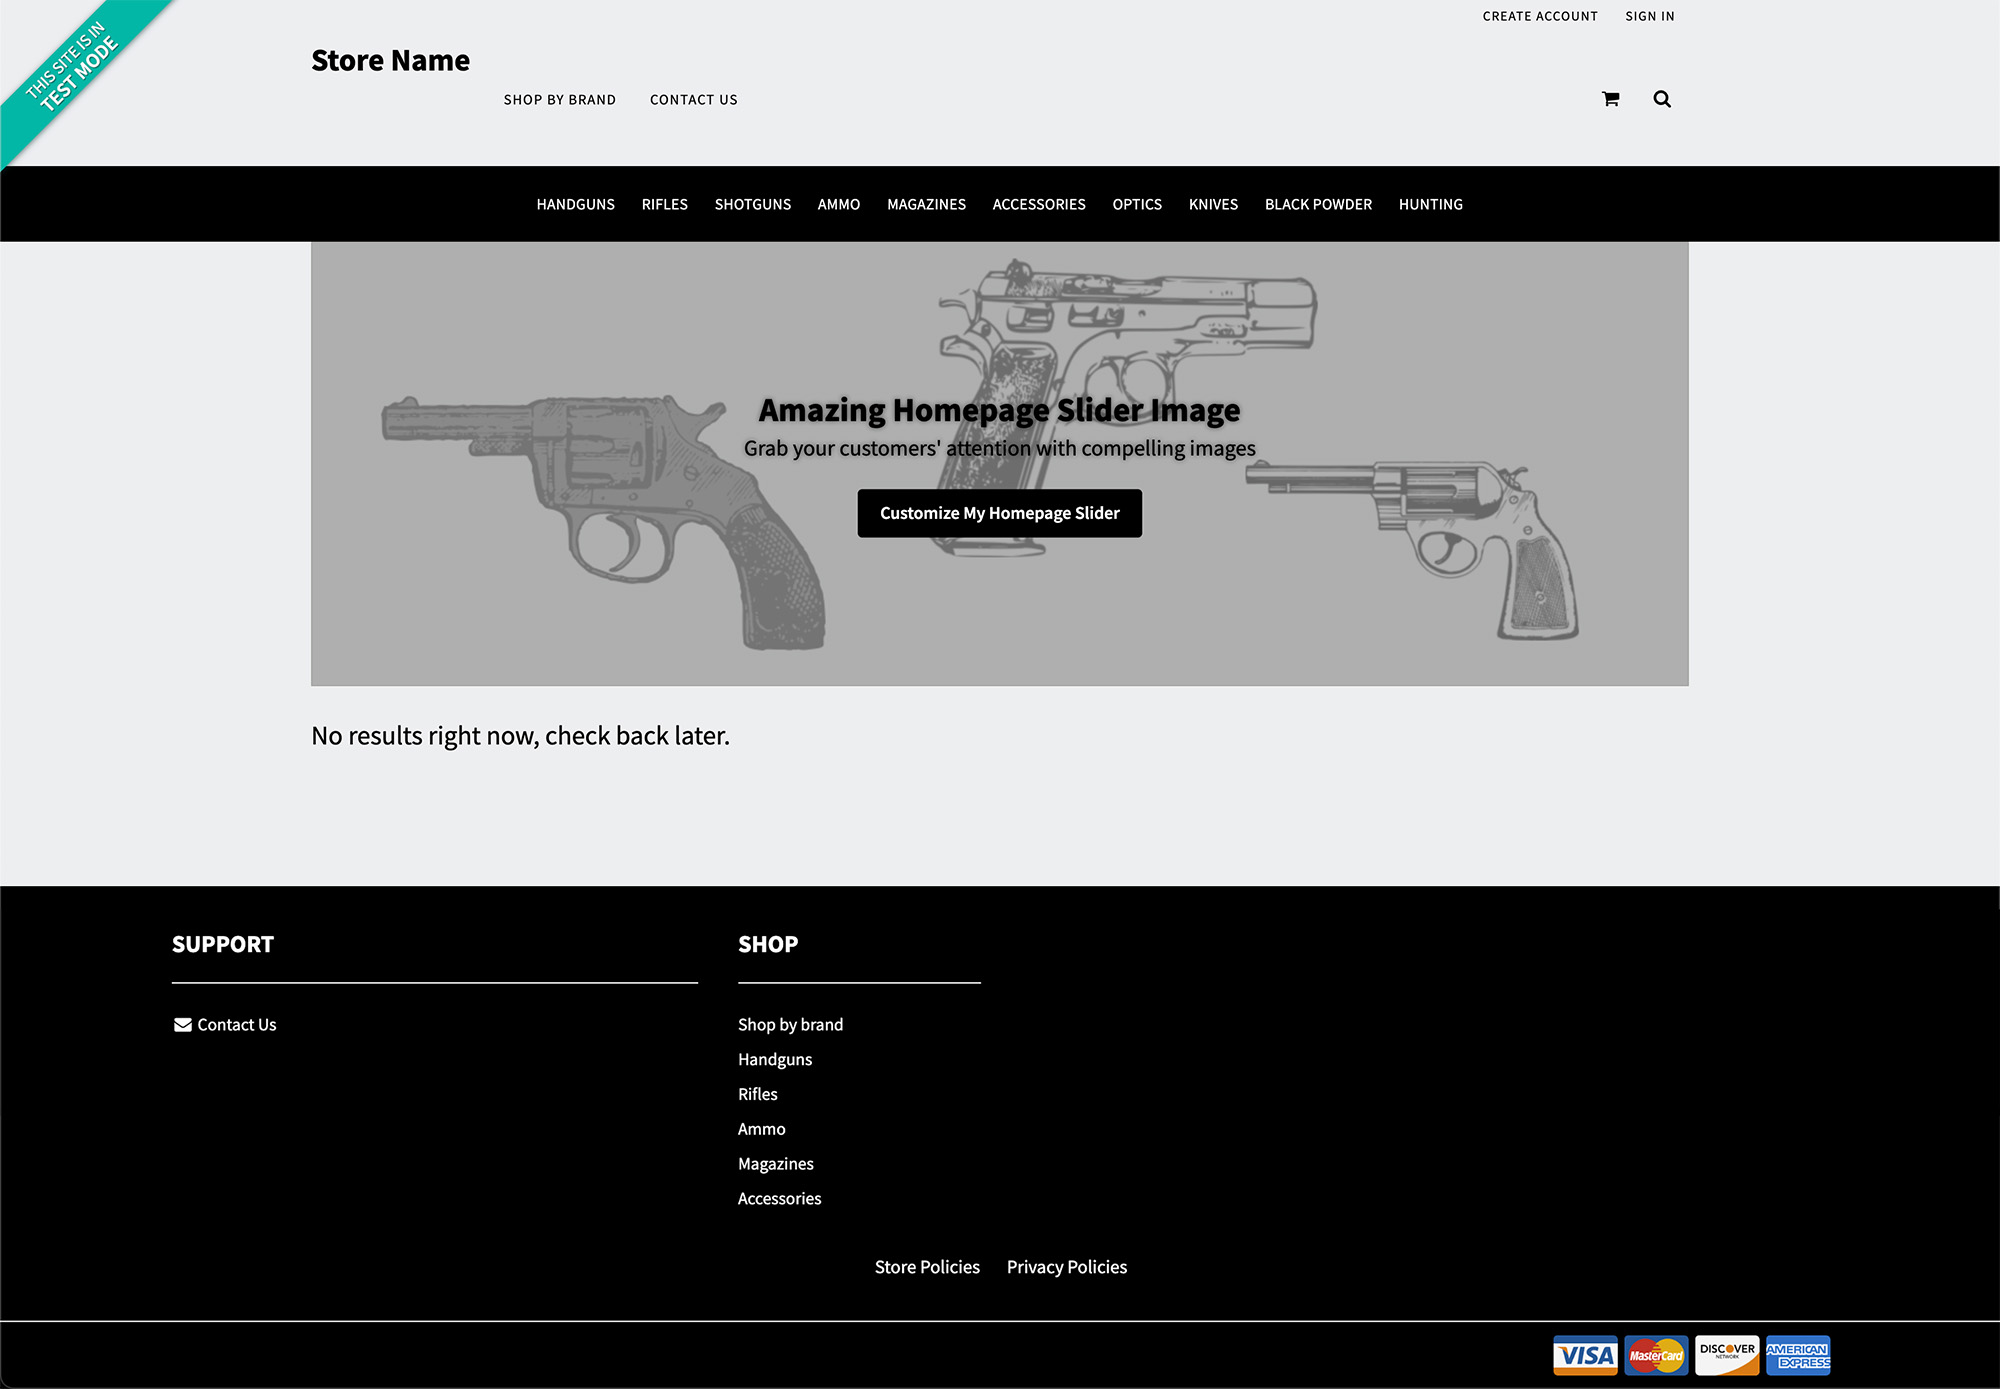 THIS SITE IS IN
TEST MODE
CREATE ACCOUNT SIGN IN
Store Name
SHOP BY BRAND CONTACT US
HANDGUNS RIFLES SHOTGUNS AMMO MAGAZINES ACCESSORIES OPTICS KNIVES BLACK POWDER HUNTING
Amazing Homepage Slider Image
Grab your customers' attention with compelling images
Customize My Homepage Slider
No results right now, check back later.
SUPPORT
Contact Us
SHOP
Shop by brand
Handguns
Rifles
Ammo
Magazines
Accessories
Store Policies Privacy Policies
VISA
MasterCard
DISCOVER
NETWORK
AMERICAN
EXPRESS